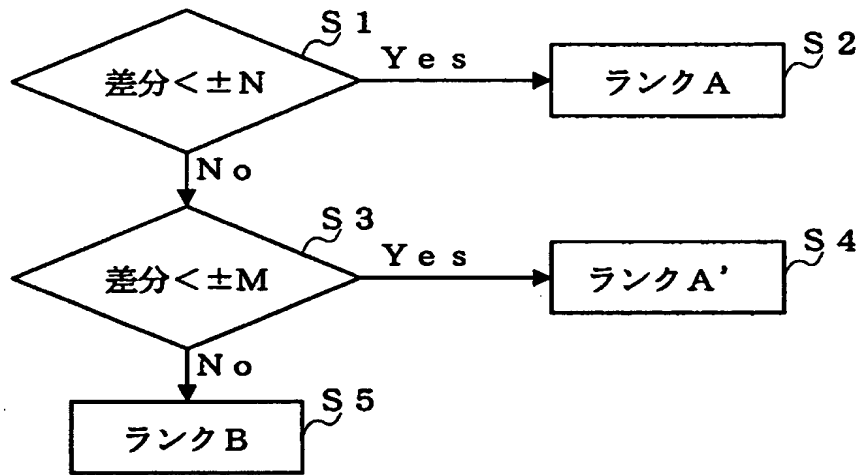 S1
差分<±N
Yes
S2
ランクA
No
S3
差分<±M
Yes
S4
ランクA'
No
S5
ランクB